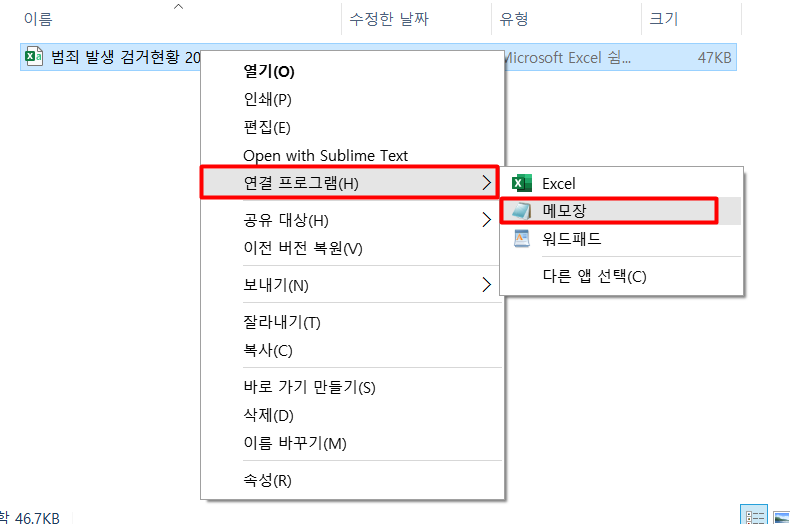 이름 수정한 날짜 유형 크기
범죄 발생 검거현황 20 Microsoft Excel 쉼... 47KB
열기(O)
인쇄(P)
편집(E)
Open with Sublime Text
연결 프로그램(H)
공유 대상(H)
이전 버전 복원(V)
보내기(N)
잘라내기(T)
복사(C)
바로 가기 만들기(S)
삭제(D)
이름 바꾸기(M)
속성(R)
Excel
메모장
워드패드
다른 앱 선택(C)
46.7KB